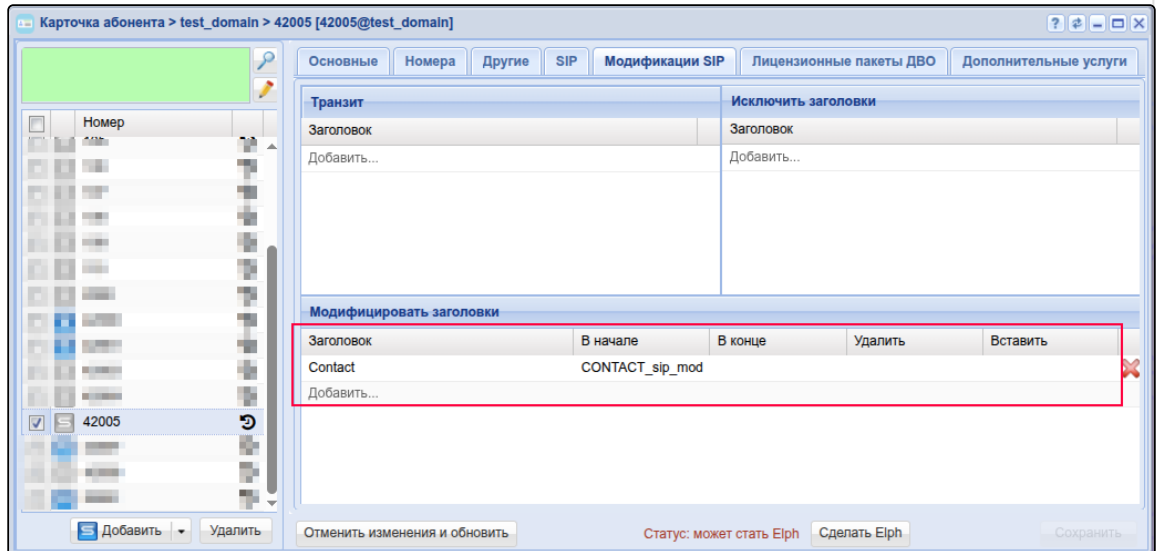 Карточка абонента > test_domain > 42005 [42005@test_domain]
Основные Номера Другие SIP Модификации SIP Лицензионные пакеты ДВО Дополнительные услуги
Номер
Транзит
Заголовок
Добавить...
Исключить заголовки
Заголовок
Добавить...
Модифицировать заголовки
Заголовок В начале В конце Удалить Вставить
Contact CONTACT_sip_mod
Добавить...
42005
Добавить Удалить
Отменить изменения и обновить Статус: может стать Elph Сделать Elph Сохранить